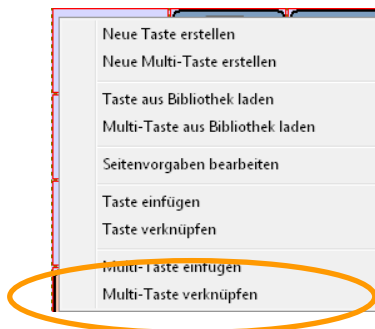 Neue Taste erstellen
Neue Multi-Taste erstellen
Taste aus Bibliothek laden
Multi-Taste aus Bibliothek laden
Seitenvorgaben bearbeiten
Taste einfügen
Taste verknüpfen
Multi-Taste einfügen
Multi-Taste verknüpfen